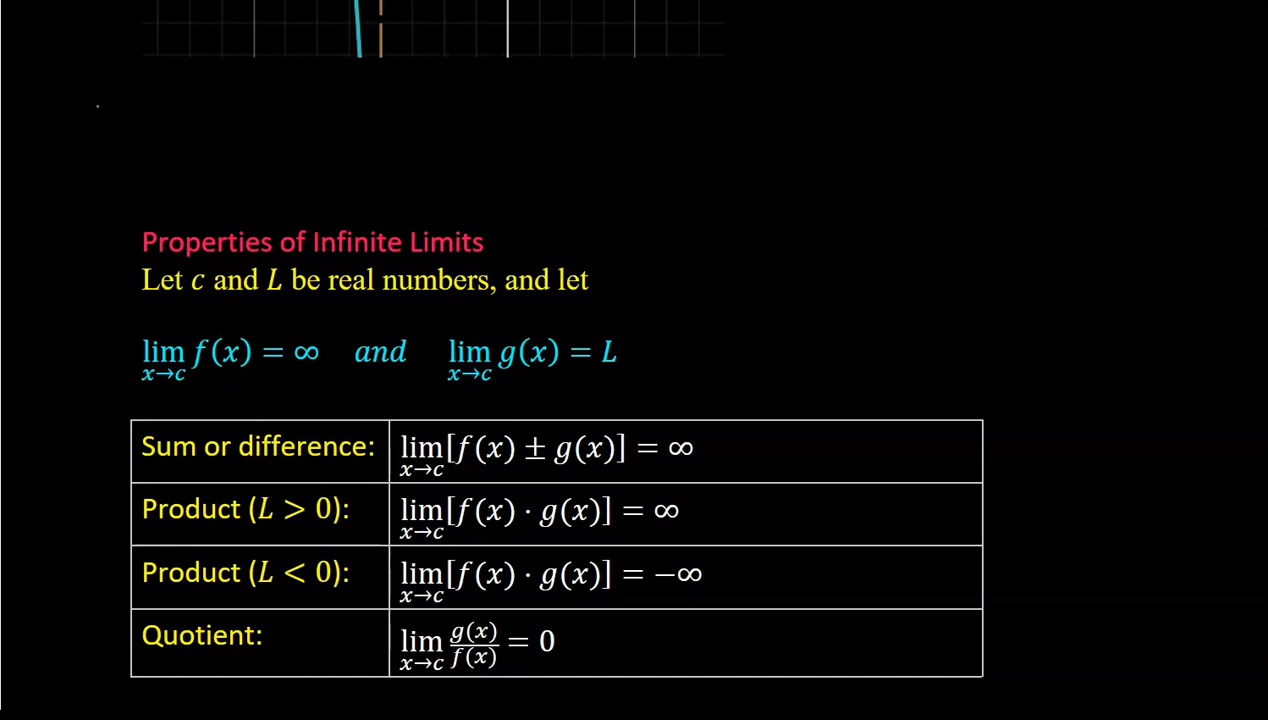 Properties of Infinite Limits
Let c and L be real numbers, and let
lim x→c f(x) = ∞ and lim x→c g(x) = L
Sum or difference: lim x→c [f(x) ± g(x)] = ∞
Product (L > 0): lim x→c [f(x) · g(x)] = ∞
Product (L < 0): lim x→c [f(x) · g(x)] = −∞
Quotient: lim x→c g(x)/f(x) = 0